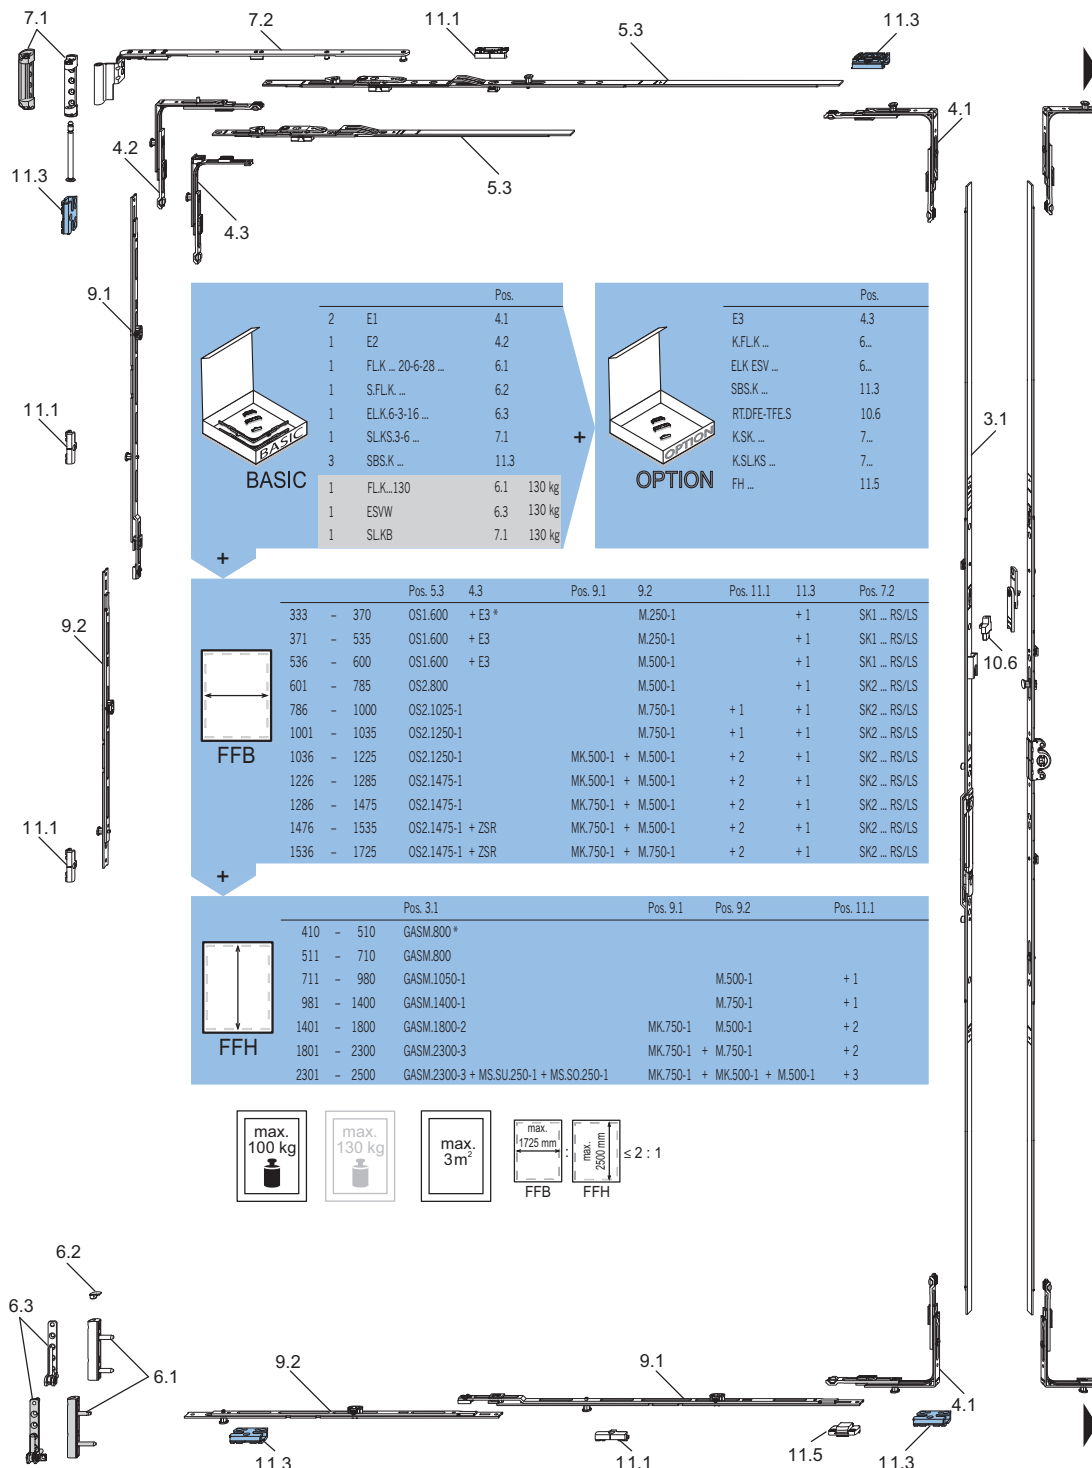 7.1
7.2
11.1
5.3
11.3
4.2
4.1
11.3
4.3
5.3
9.1
Pos.
2 E1 4.1
1 E2 4.2
1 FL.K ... 20-6-28 ... 6.1
1 S.FL.K. ... 6.2
1 EL.K.6-3-16 ... 6.3
1 SL.KS.3-6 ... 7.1
3 SBS.K ... 11.3
1 FL.K...130 6.1 130 kg
1 ESVW 6.3 130 kg
1 SL.KB 7.1 130 kg
BASIC
BASIC
+
Pos.
E3 4.3
K.FL.K ... 6...
ELK ESV ... 6...
SBS.K ... 11.3
RT.DFE-TFE.S 10.6
K.SK. ... 7...
K.SL.KS ... 7...
FH ... 11.5
OPTION
OPTION
11.1
3.1
+
Pos. 5.3 4.3 Pos. 9.1 9.2 Pos. 11.1 11.3 Pos. 7.2
333 – 370 OS1.600 + E3 * M.250-1 + 1 SK1 ... RS/LS
371 – 535 OS1.600 + E3 M.250-1 + 1 SK1 ... RS/LS
536 – 600 OS1.600 + E3 M.500-1 + 1 SK1 ... RS/LS
601 – 785 OS2.800 M.500-1 + 1 SK2 ... RS/LS
786 – 1000 OS2.1025-1 M.750-1 + 1 + 1 SK2 ... RS/LS
1001 – 1035 OS2.1250-1 M.750-1 + 1 + 1 SK2 ... RS/LS
1036 – 1225 OS2.1250-1 MK.500-1 + M.500-1 + 2 + 1 SK2 ... RS/LS
1226 – 1285 OS2.1475-1 MK.500-1 + M.500-1 + 2 + 1 SK2 ... RS/LS
1286 – 1475 OS2.1475-1 MK.750-1 + M.500-1 + 2 + 1 SK2 ... RS/LS
1476 – 1535 OS2.1475-1 + ZSR MK.750-1 + M.500-1 + 2 + 1 SK2 ... RS/LS
1536 – 1725 OS2.1475-1 + ZSR MK.750-1 + M.750-1 + 2 + 1 SK2 ... RS/LS
FFB
9.2
10.6
11.1
+
Pos. 3.1 Pos. 9.1 Pos. 9.2 Pos. 11.1
410 – 510 GASM.800 *
511 – 710 GASM.800
711 – 980 GASM.1050-1 M.500-1 + 1
981 – 1400 GASM.1400-1 M.750-1 + 1
1401 – 1800 GASM.1800-2 MK.750-1 M.500-1 + 2
1801 – 2300 GASM.2300-3 MK.750-1 + M.750-1 + 2
2301 – 2500 GASM.2300-3 + MS.SU.250-1 + MS.SO.250-1 MK.750-1 + MK.500-1 + M.500-1 + 3
FFH
max.
100 kg
max.
130 kg
max.
3 m²
max.
1725 mm
FFB
:
max.
2500 mm
FFH
≤ 2 : 1
6.2
6.3
6.1
9.2
9.1
4.1
11.3
11.1
11.5
11.3